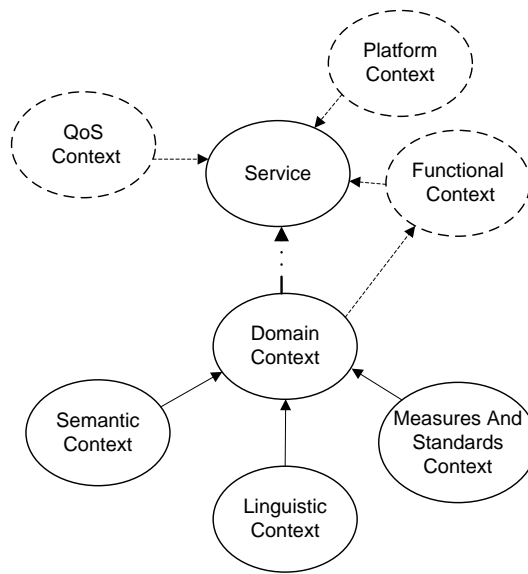 Platform
Context
QoS
Context
Service
Functional
Context
Domain
Context
Semantic
Context
Measures And
Standards
Context
Linguistic
Context